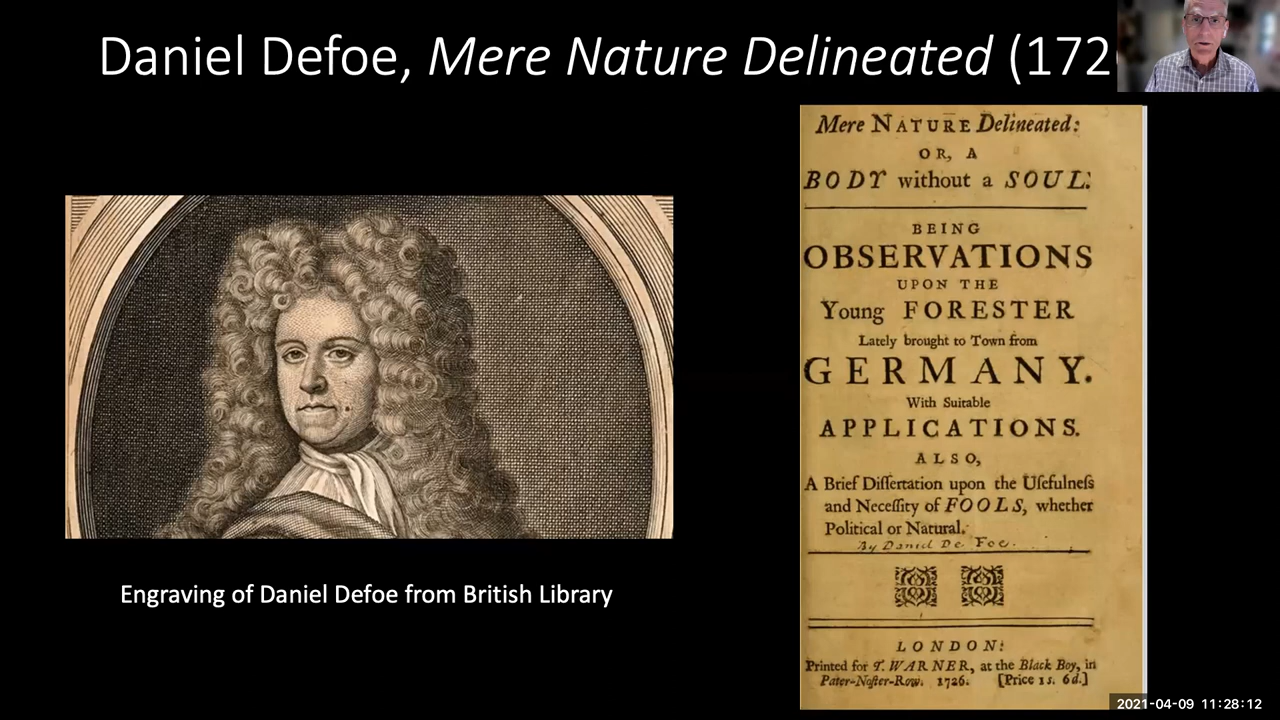 Daniel Defoe, Mere Nature Delineated (172
Mere NATURE Delineated:
OR, A
BODY without a SOUL.
BEING
OBSERVATIONS
UPON THE
Young FORESTER
Lately brought to Town from
GERMANY.
With Suitable
APPLICATIONS.
ALSO,
A Brief Diſſertation upon the Uſefulneſs
and Neceſſity of FOOLS, whether
Political or Natural.
By Daniel De Foe.
LONDON:
Printed for T. WARNER, at the Black Boy, in
Pater-Noſter-Row. 1726. [Price 1s. 6d.]
Engraving of Daniel Defoe from British Library
2021-04-09 11:28:12